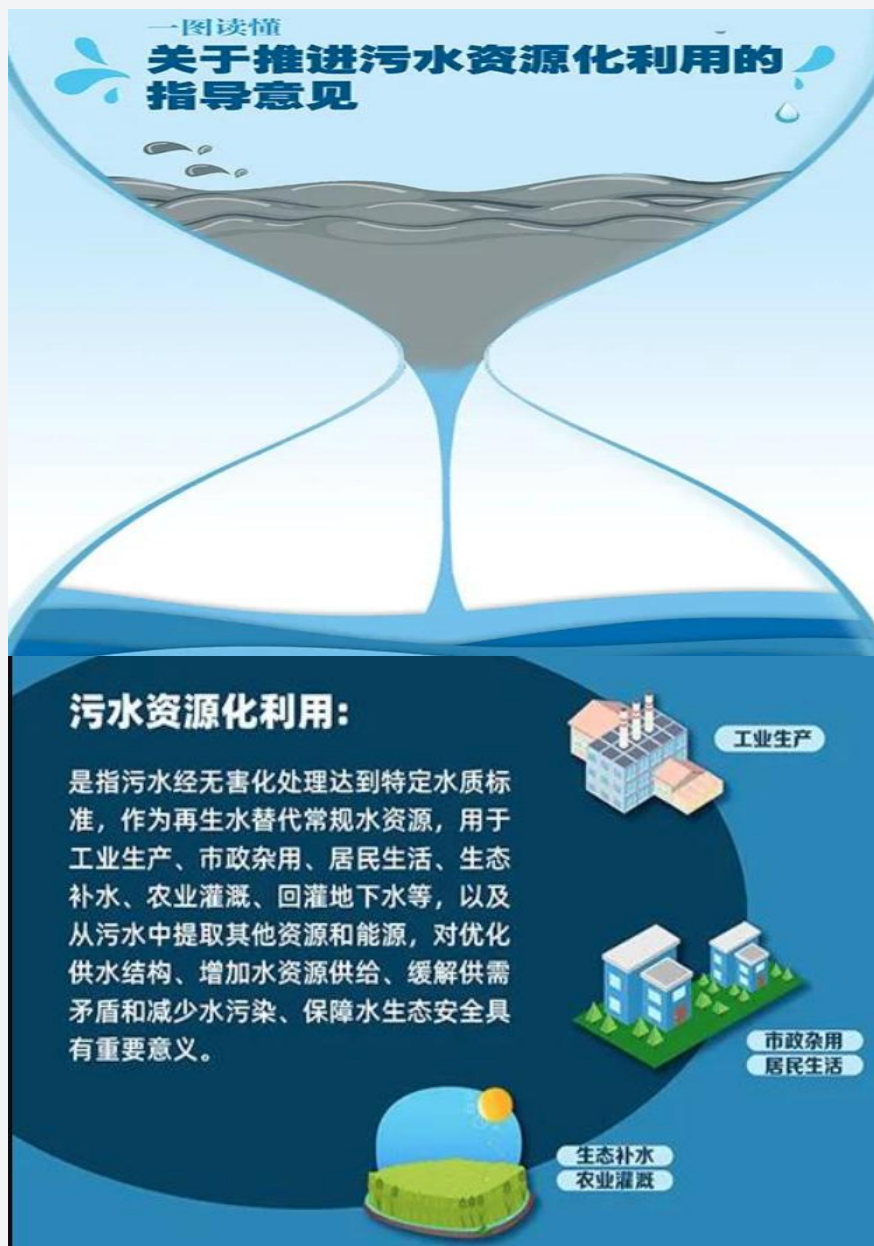 一图读懂
关于推进污水资源化利用的
指导意见
污水资源化利用：
是指污水经无害化处理达到特定水质标
准，作为再生水替代常规水资源，用于
工业生产、市政杂用、居民生活、生态
补水、农业灌溉、回灌地下水等，以及
从污水中提取其他资源和能源，对优化
供水结构、增加水资源供给、缓解供需
矛盾和减少水污染、保障水生态安全具
有重要意义。
工业生产
市政杂用
居民生活
生态补水
农业灌溉